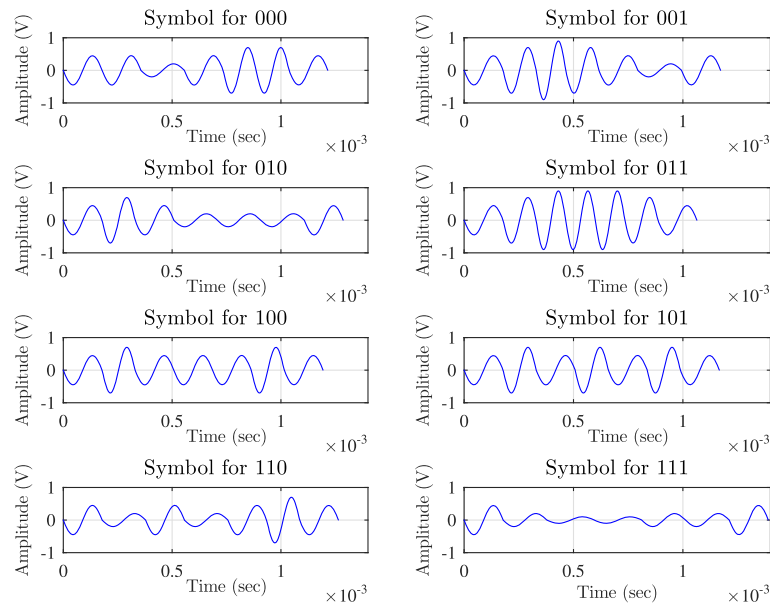 Symbol for 000
Amplitude (V)
1
0
-1
0
0.5
1
Time (sec)
×10-3
Symbol for 001
Amplitude (V)
1
0
-1
0
0.5
1
Time (sec)
×10-3
Symbol for 010
Amplitude (V)
1
0
-1
0
0.5
1
Time (sec)
×10-3
Symbol for 011
Amplitude (V)
1
0
-1
0
0.5
1
Time (sec)
×10-3
Symbol for 100
Amplitude (V)
1
0
-1
0
0.5
1
Time (sec)
×10-3
Symbol for 101
Amplitude (V)
1
0
-1
0
0.5
1
Time (sec)
×10-3
Symbol for 110
Amplitude (V)
1
0
-1
0
0.5
1
Time (sec)
×10-3
Symbol for 111
Amplitude (V)
1
0
-1
0
0.5
1
Time (sec)
×10-3